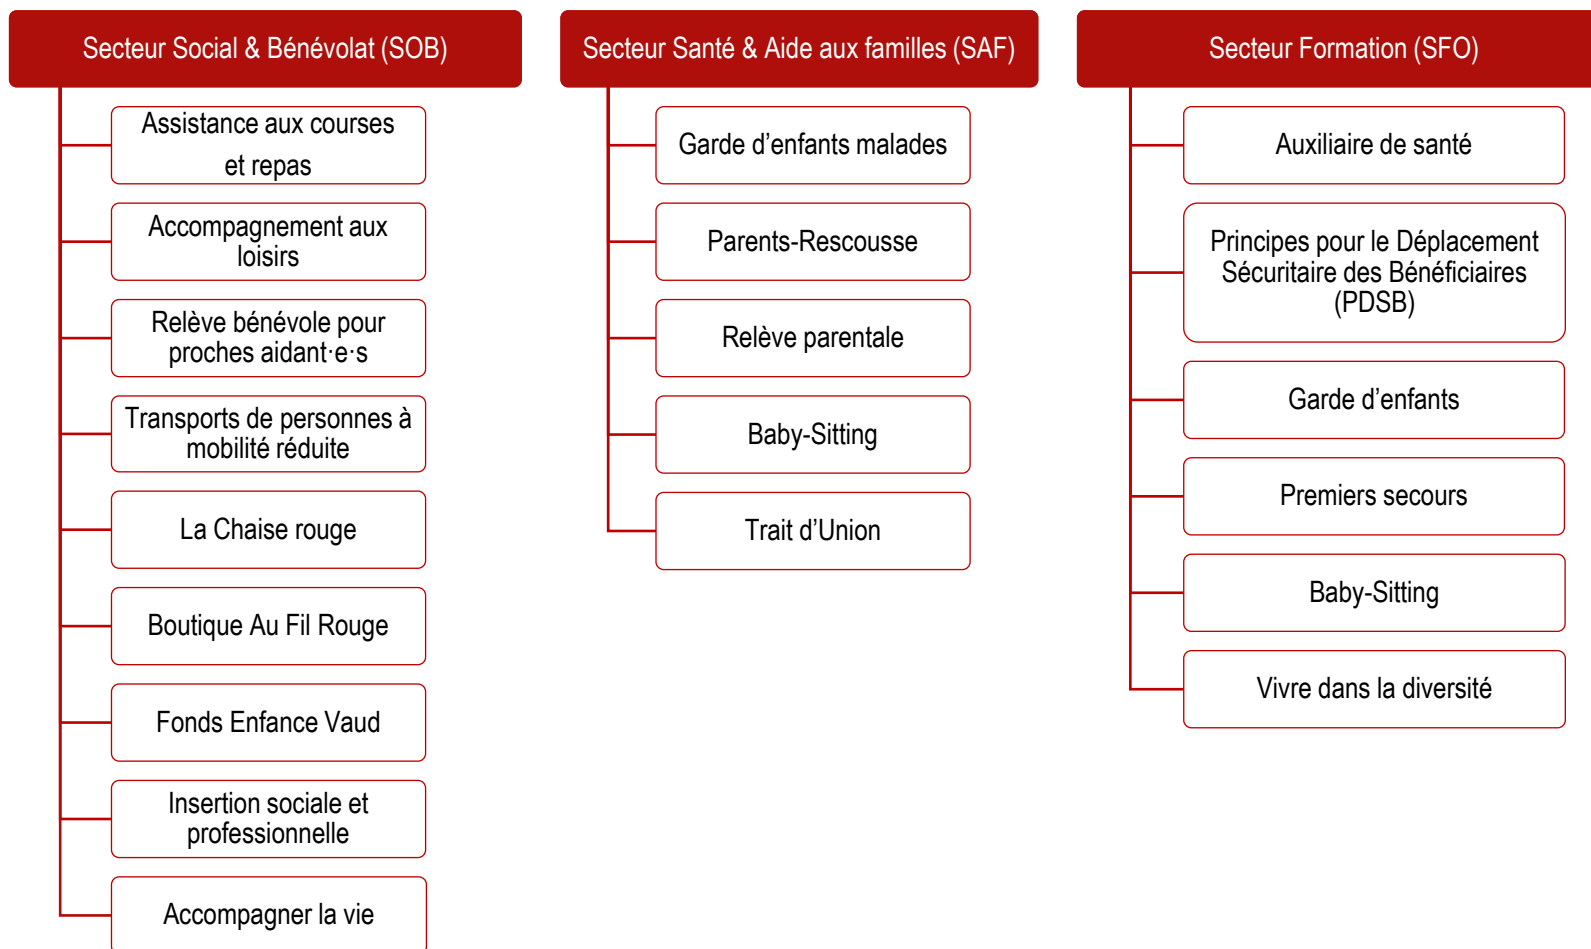 Secteur Social & Bénévolat (SOB)
Assistance aux courses
et repas
Accompagnement aux
loisirs
Relève bénévole pour
proches aidant·e·s
Transports de personnes à
mobilité réduite
La Chaise rouge
Boutique Au Fil Rouge
Fonds Enfance Vaud
Insertion sociale et
professionnelle
Accompagner la vie
Secteur Santé & Aide aux familles (SAF)
Garde d’enfants malades
Parents-Rescousse
Relève parentale
Baby-Sitting
Trait d’Union
Secteur Formation (SFO)
Auxiliaire de santé
Principes pour le Déplacement
Sécuritaire des Bénéficiaires
(PDSB)
Garde d’enfants
Premiers secours
Baby-Sitting
Vivre dans la diversité